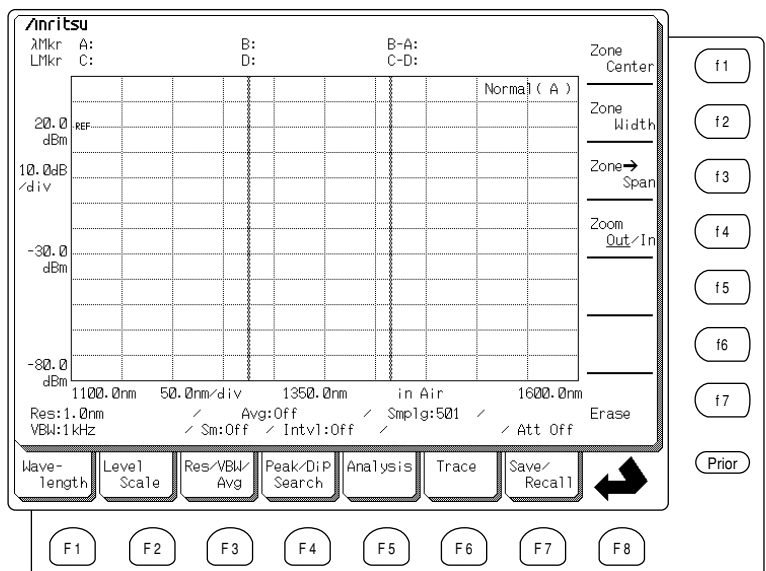 Anritsu
λMkr A: B: B-A:
LMkr C: D: C-D:
Normal( A )
20.0
dBm
REF
10.0dB
/div
-30.0
dBm
-80.0
dBm
1100.0nm 50.0nm/div 1350.0nm in Air 1600.0nm
Res:1.0nm / Avg:Off / Smplg:501 /
VBW:1kHz / Sm:Off / Intvl:Off / / Att Off
Zone
Center
Zone
Width
Zone→
Span
Zoom
Out/In
Erase
f1
f2
f3
f4
f5
f6
f7
Prior
Wave-
length
Level
Scale
Res/VBW/
Avg
Peak/Dip
Search
Analysis
Trace
Save/
Recall
F1 F2 F3 F4 F5 F6 F7 F8